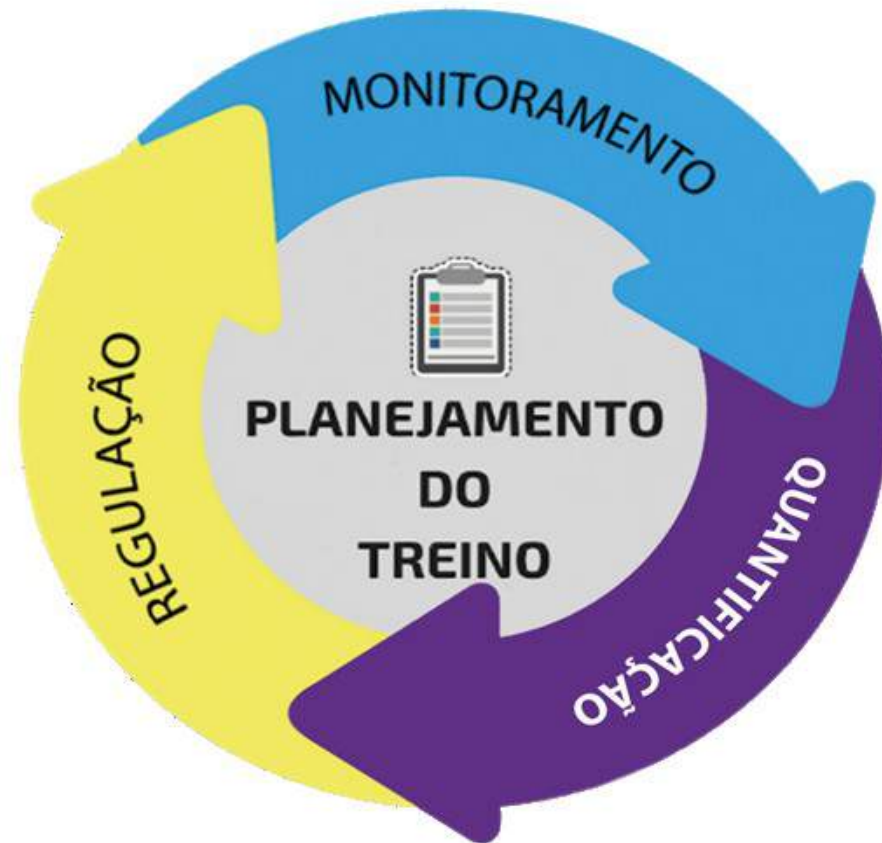 MONITORAMENTO
QUANTIFICAÇÃO
REGULAÇÃO
PLANEJAMENTO
DO
TREINO